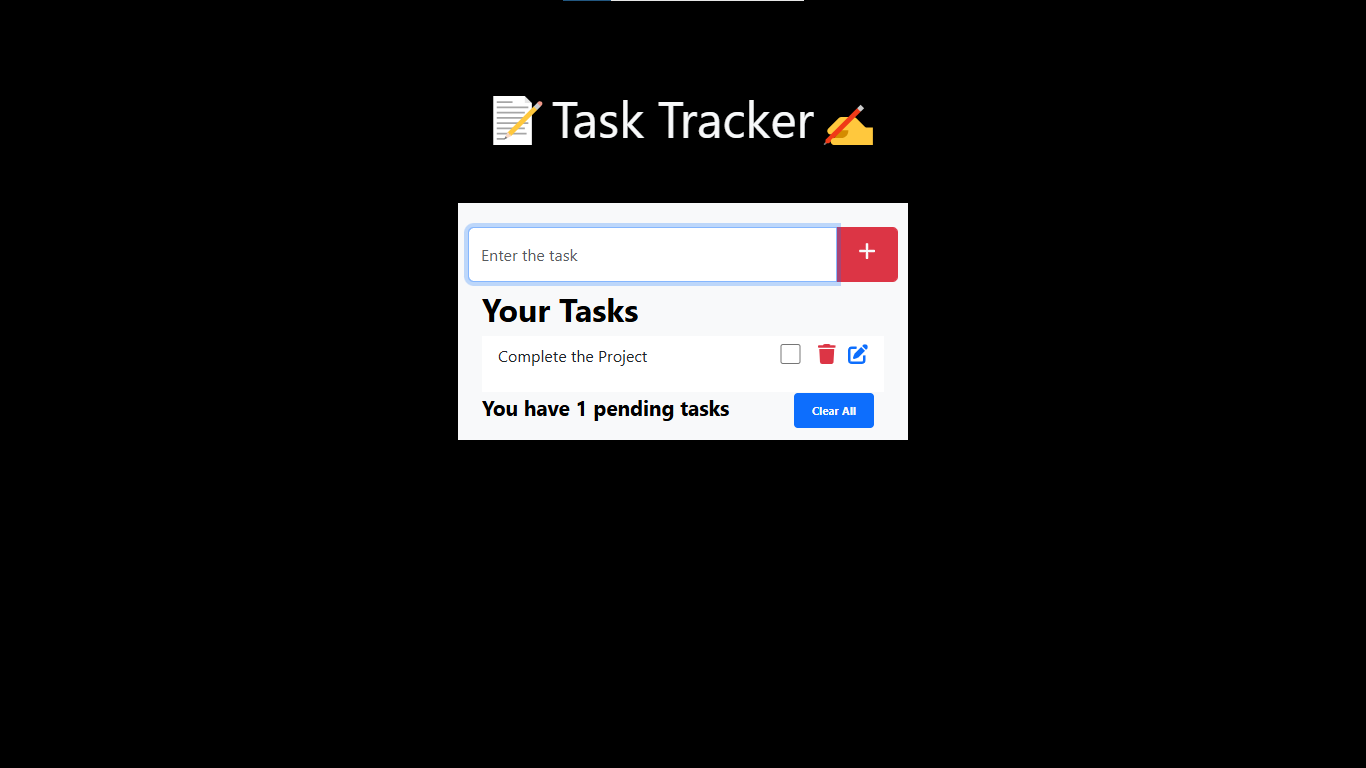 📝 Task Tracker ✍
Enter the task
+
Your Tasks
Complete the Project
You have 1 pending tasks
Clear All